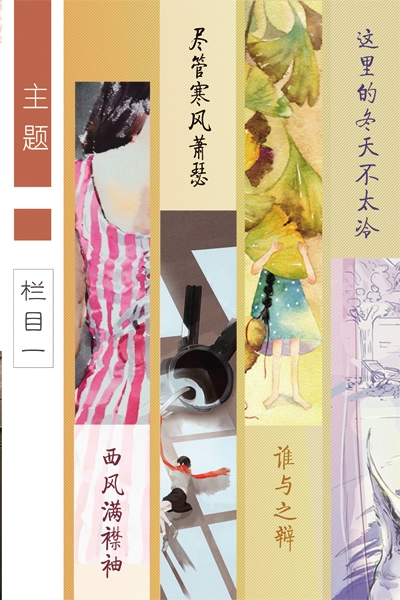 主题
栏目一
西风满襟袖
尽管寒风萧瑟
谁与之辩
这里的冬天不太冷